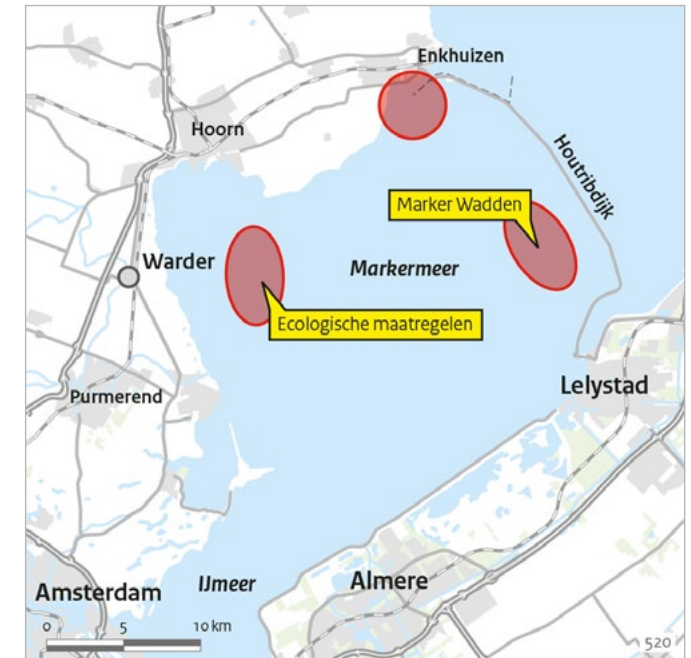 Enkhuizen
Hoorn
Houtribdijk
Marker Wadden
Warder
Markermeer
Ecologische maatregelen
Lelystad
Purmerend
IJmeer
Almere
Amsterdam
0 5 10 km
520